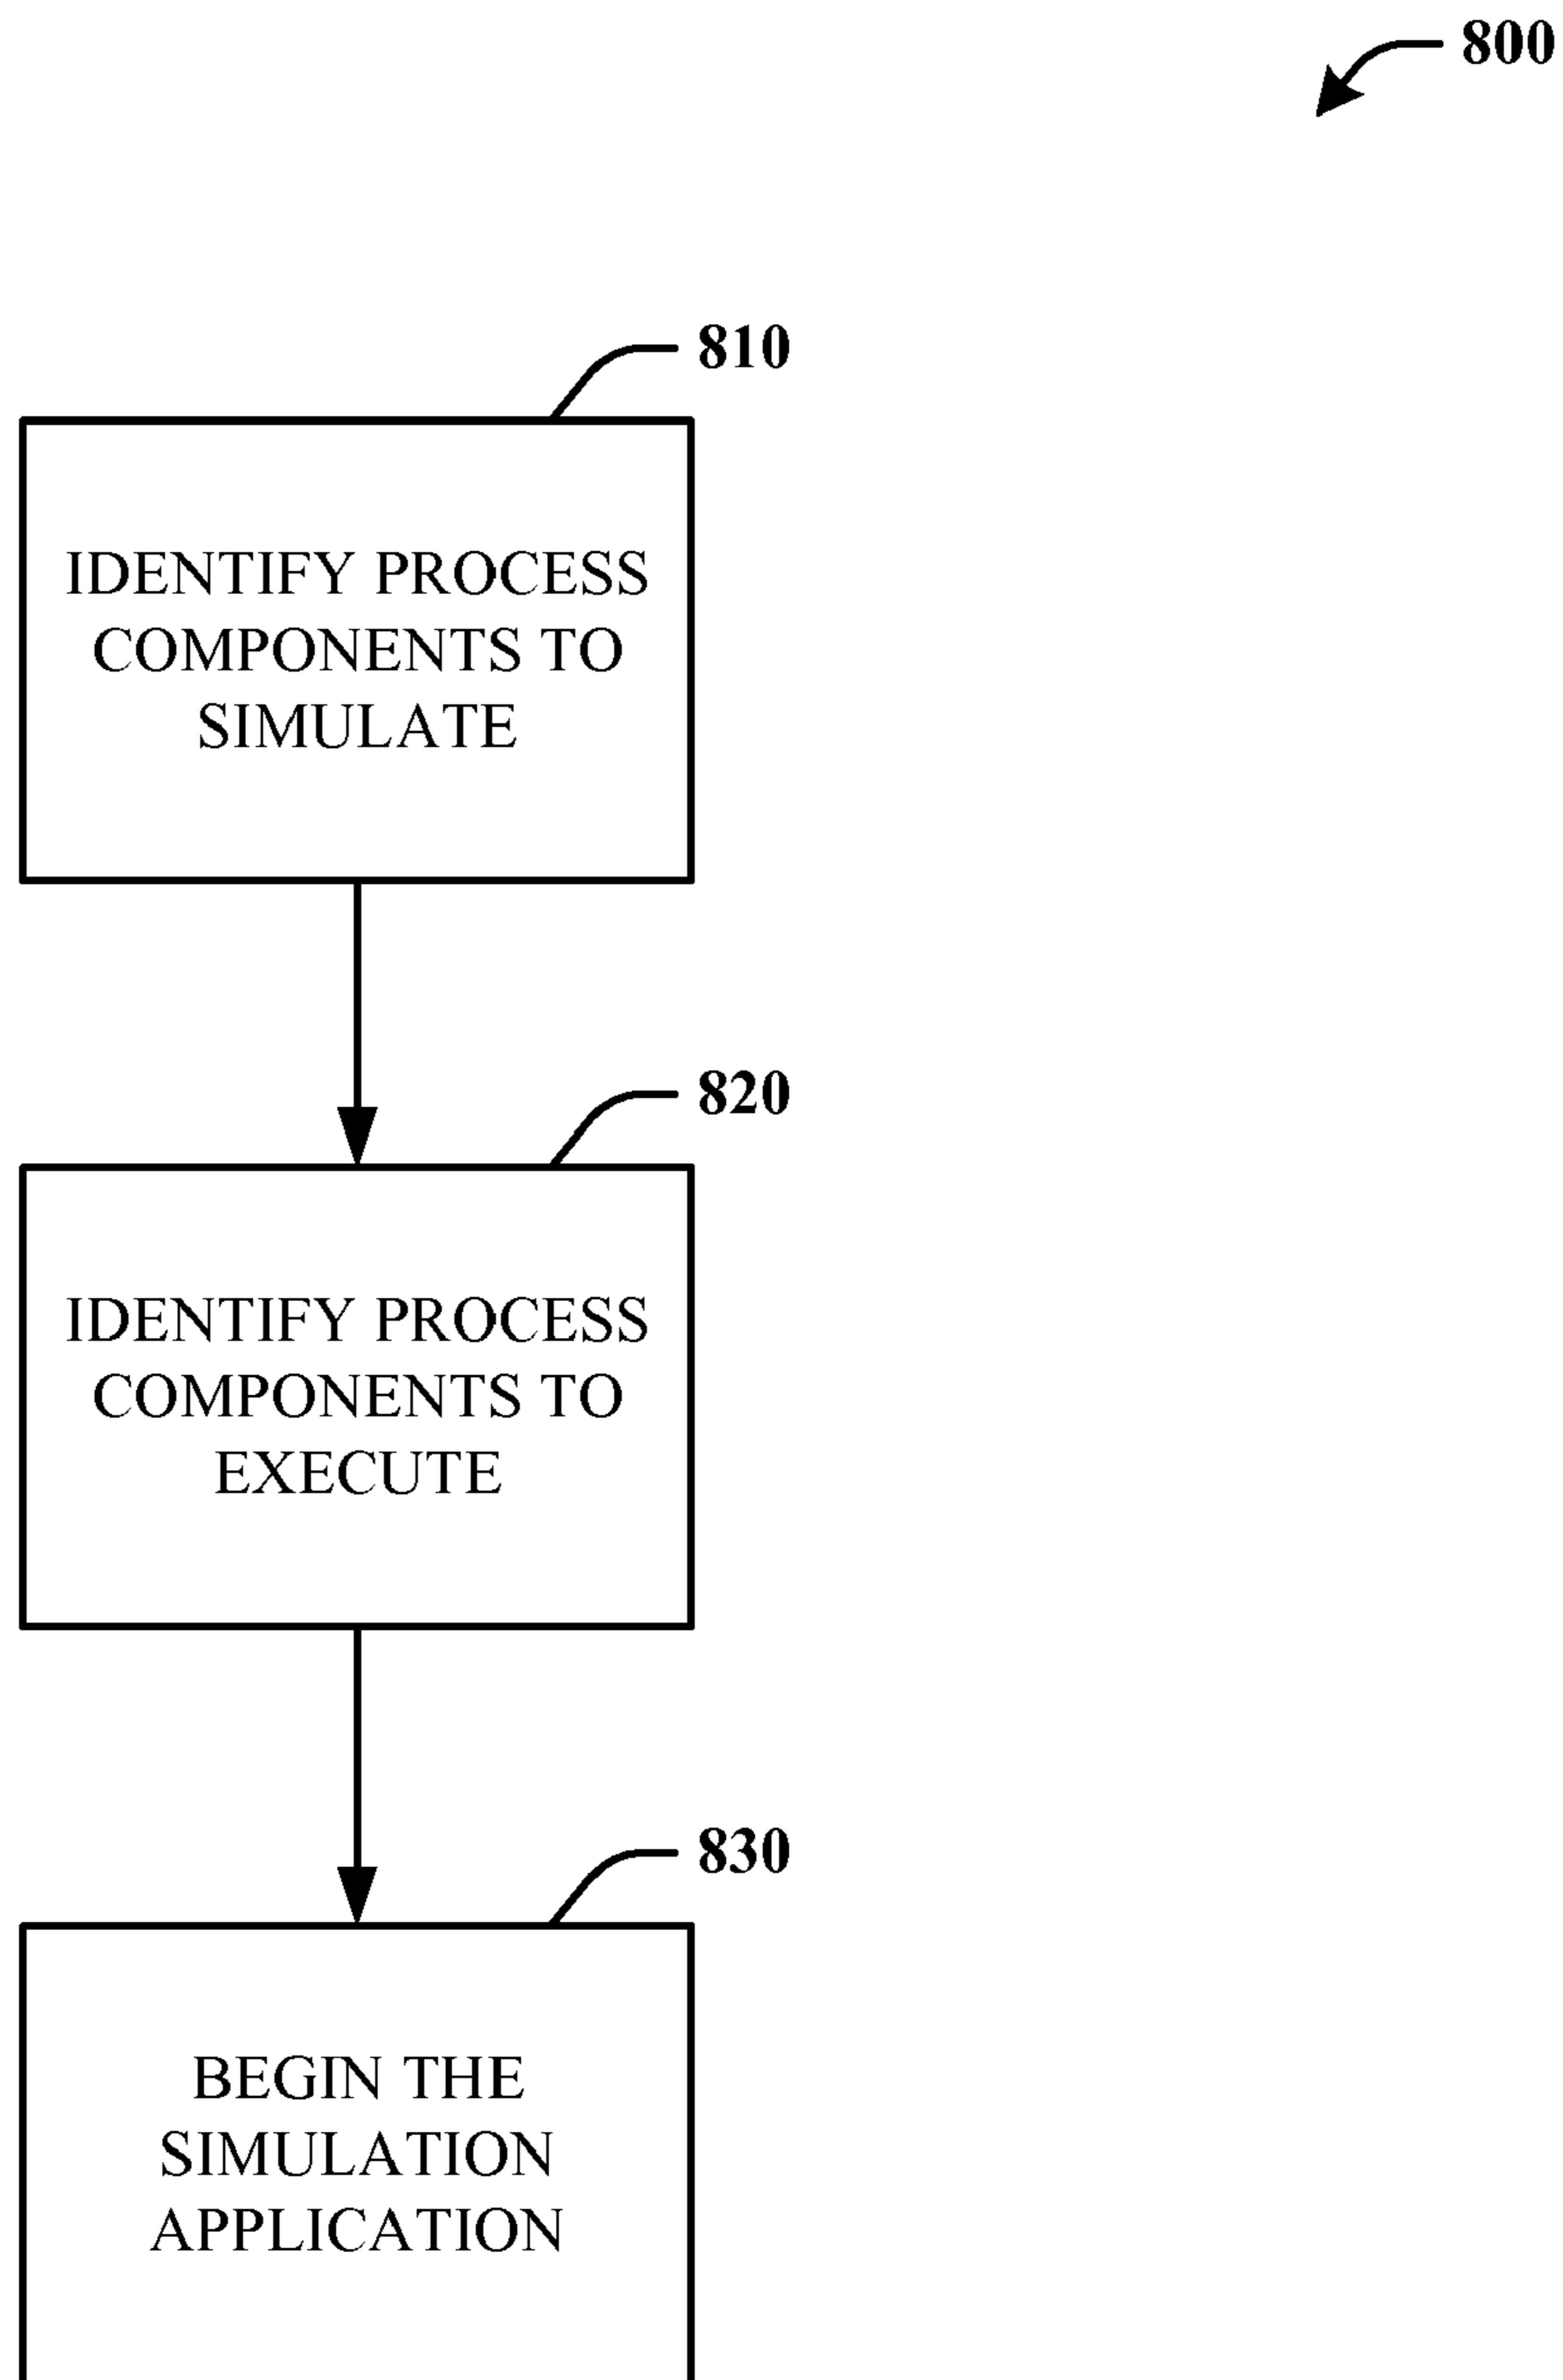 800
810
IDENTIFY PROCESS
COMPONENTS TO
SIMULATE
820
IDENTIFY PROCESS
COMPONENTS TO
EXECUTE
830
BEGIN THE
SIMULATION
APPLICATION